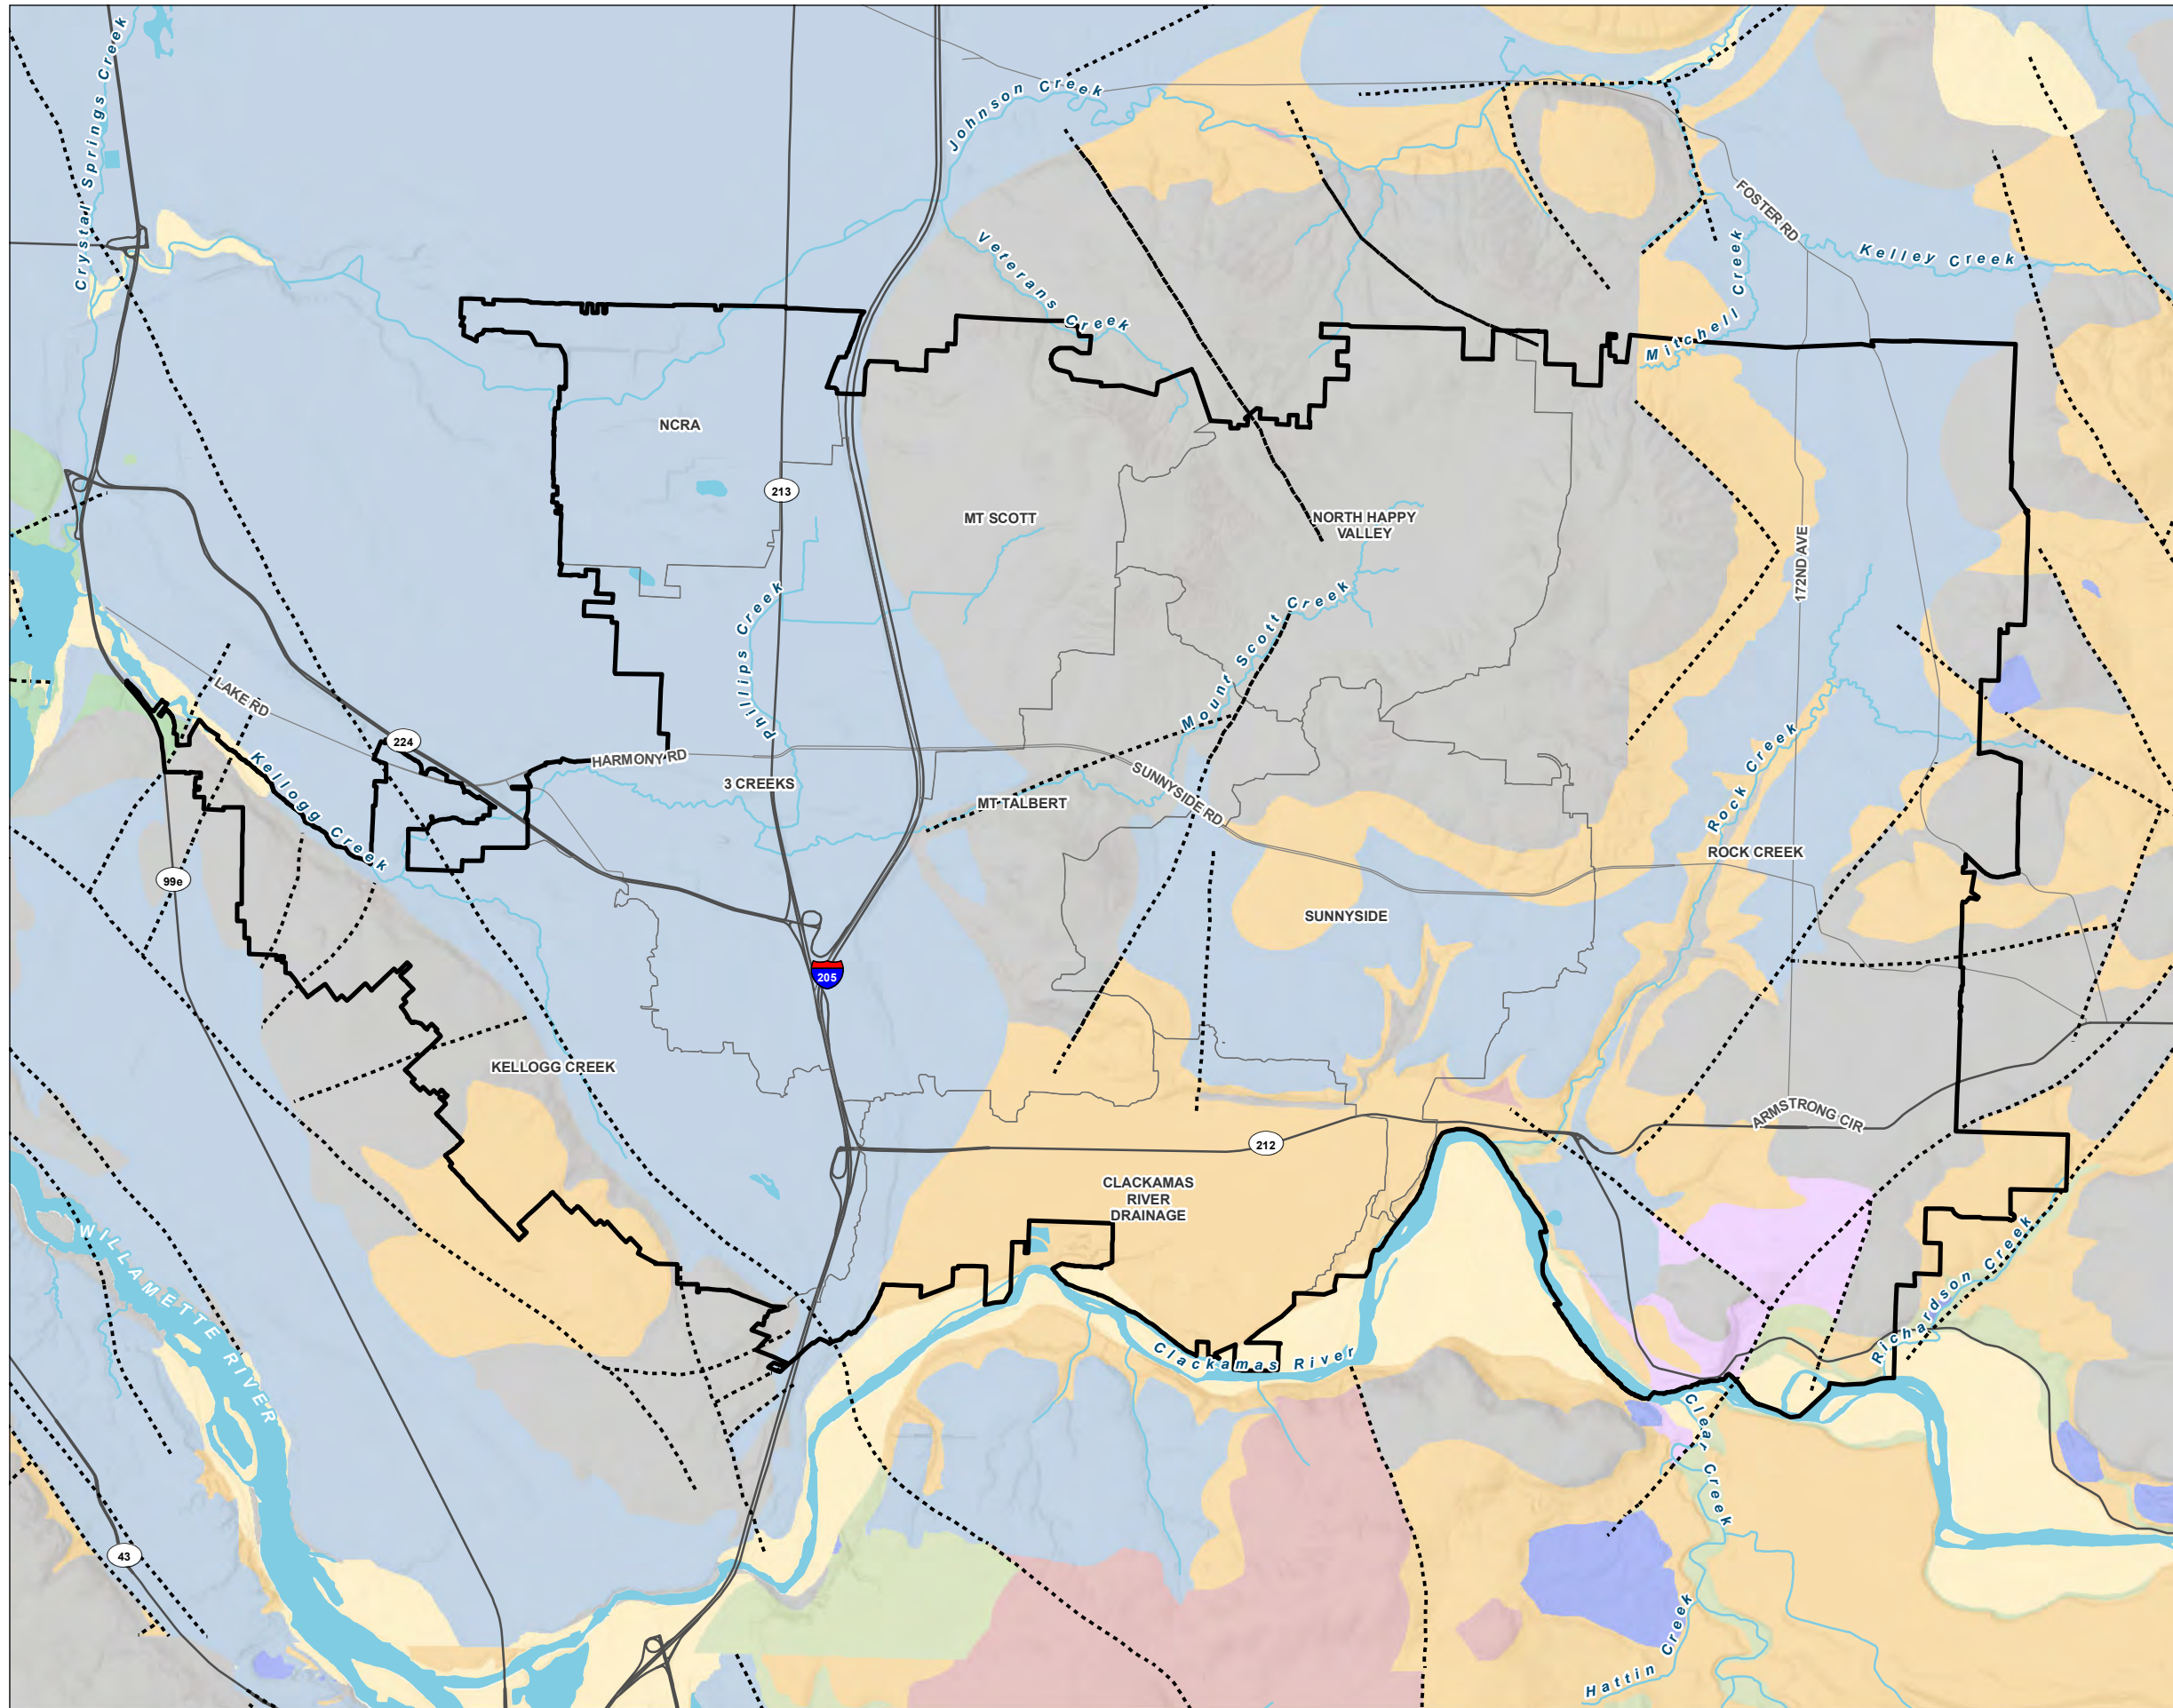 Crystal Springs Creek
Johnson Creek
Veterans
Creek
FOSTER RD
Mitchell Creek
Kelley Creek
NCRA
213
MT SCOTT
NORTH HAPPY
VALLEY
172ND AVE
Phillips Creek
Mount Scott Creek
LAKE RD
224
HARMONY RD
Kellogg Creek
3 CREEKS
MT TALBERT
SUNNYSIDE RD
Rock Creek
ROCK CREEK
99e
SUNNYSIDE
205
KELLOGG CREEK
ARMSTRONG CIR
212
CLACKAMAS
RIVER
DRAINAGE
WILLAMETTE RIVER
Clackamas River
Richardson Creek
Clear Creek
43
Hattin Creek